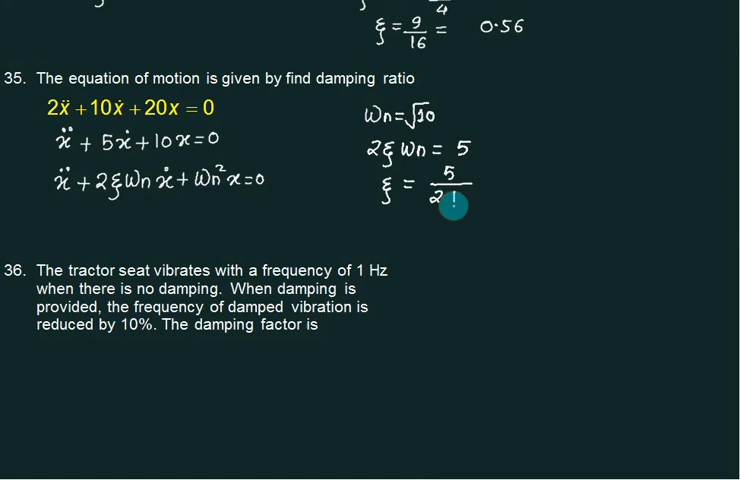 4
ξ = 9/16 = 0.56
35. The equation of motion is given by find damping ratio
2ẍ + 10ẋ + 20x = 0
ωn = √10
ẍ + 5ẋ + 10x = 0
2ξωn = 5
ẍ + 2ξωnẋ + ωn²x = 0
ξ = 5/2
36. The tractor seat vibrates with a frequency of 1 Hz
when there is no damping. When damping is
provided, the frequency of damped vibration is
reduced by 10%. The damping factor is